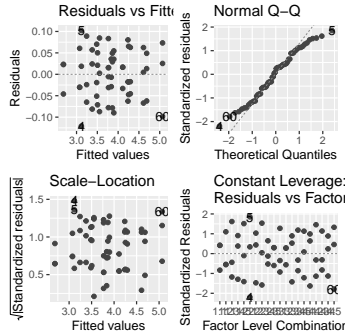 Residuals vs Fitte
0.10
0.05
0.00
−0.05
−0.10
Residuals
5
4
60
3.0 3.5 4.0 4.5 5.0
Fitted values
Normal Q−Q
2
1
0
−1
−2
Standardized residuals
5
60
4
−2 −1 0 1 2
Theoretical Quantiles
Scale−Location
1.5
1.0
0.5
√|Standardized residuals|
4
5
60
3.0 3.5 4.0 4.5 5.0
Fitted values
Constant Leverage:
Residuals vs Factor
2
1
0
−1
−2
Standardized residuals
5
4
60
Factor Level Combination